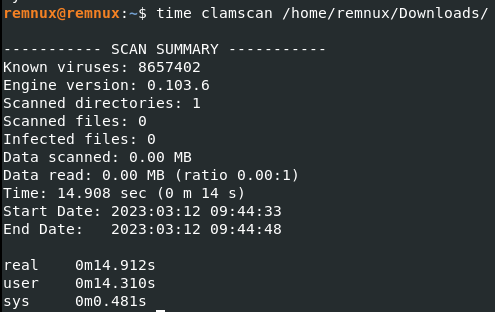 remnux@remnux:~$ time clamscan /home/remnux/Downloads/
----------- SCAN SUMMARY -----------
Known viruses: 8657402
Engine version: 0.103.6
Scanned directories: 1
Scanned files: 0
Infected files: 0
Data scanned: 0.00 MB
Data read: 0.00 MB (ratio 0.00:1)
Time: 14.908 sec (0 m 14 s)
Start Date: 2023:03:12 09:44:33
End Date:   2023:03:12 09:44:48
real    0m14.912s
user    0m14.310s
sys     0m0.481s